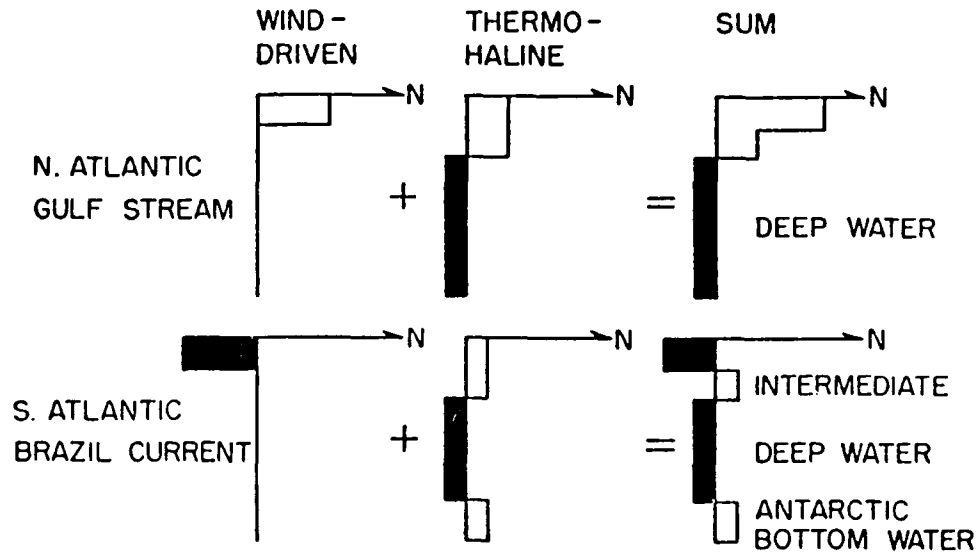 WIND-
DRIVEN
THERMO-
HALINE
SUM
N
N
N
N. ATLANTIC
GULF STREAM
+
=
DEEP WATER
N
N
N
S. ATLANTIC
BRAZIL CURRENT
+
=
INTERMEDIATE
DEEP WATER
ANTARCTIC
BOTTOM WATER